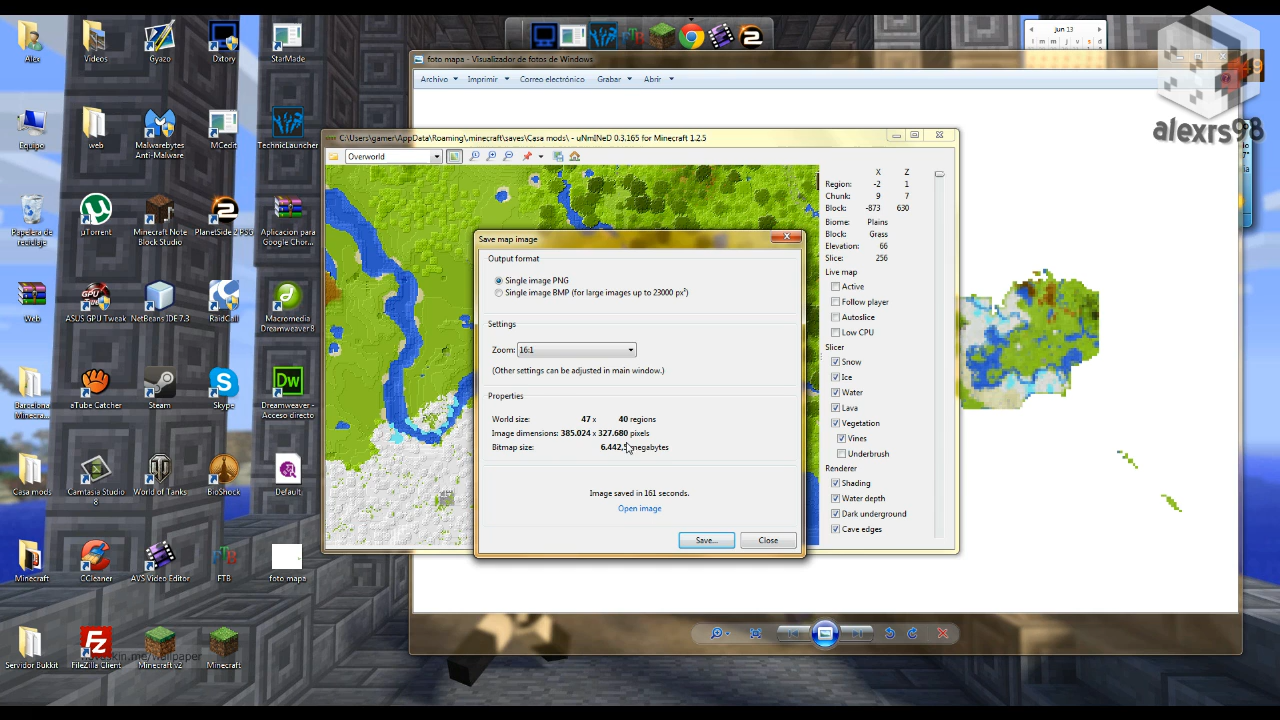 Alex
Videos
Gyazo
Dxtory
StarMade
Equipo
web
Malwarebytes Anti-Malware
MCedit
TechnicLauncher
Papelera de reciclaje
µTorrent
Minecraft Note Block Studio
PlanetSide 2 PSG
Aplicacion para Google Chor...
Web
ASUS GPU Tweak
NetBeans IDE 7.3
RaidCall
Macromedia Dreamweaver 8
Barcelona Minecra...
aTube Catcher
Steam
Skype
Dreamweaver - Acceso directo
Casa mods
Camtasia Studio 8
World of Tanks
BioShock
Default
Minecraft
CCleaner
AVS Video Editor
FTB
foto mapa
Servidor Bukkit
FileZilla Client
Minecraft v2
Minecraft
Jun 13
l m m j v s d
alexrs98
foto mapa - Visualizador de fotos de Windows
Archivo Imprimir Correo electrónico Grabar Abrir
C:\Users\gamer\AppData\Roaming\.minecraft\saves\Casa mods\ - uNmINeD 0.3.165 for Minecraft 1.2.5
Overworld
X Z
Region: -2 1
Chunk: 9 7
Block: -873 630
Biome: Plains
Block: Grass
Elevation: 66
Slice: 256
Live map
Active
Follow player
Autoslice
Low CPU
Slicer
Snow
Ice
Water
Lava
Vegetation
Vines
Underbrush
Renderer
Shading
Water depth
Dark underground
Cave edges
Save map image
Output format
Single image PNG
Single image BMP (for large images up to 23000 px²)
Settings
Zoom: 16:1
(Other settings can be adjusted in main window.)
Properties
World size: 47 x 40 regions
Image dimensions: 385.024 x 327.680 pixels
Bitmap size: 6.442, megabytes
Image saved in 161 seconds.
Open image
Save... Close